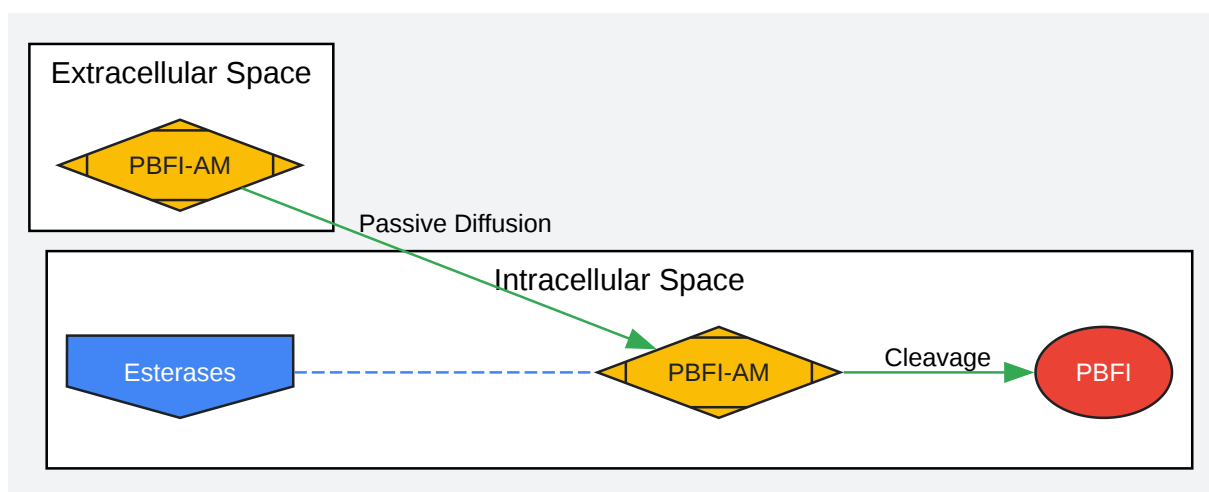 Extracellular Space
PBFI-AM
Passive Diffusion
Intracellular Space
Esterases
PBFI-AM
Cleavage
PBFI